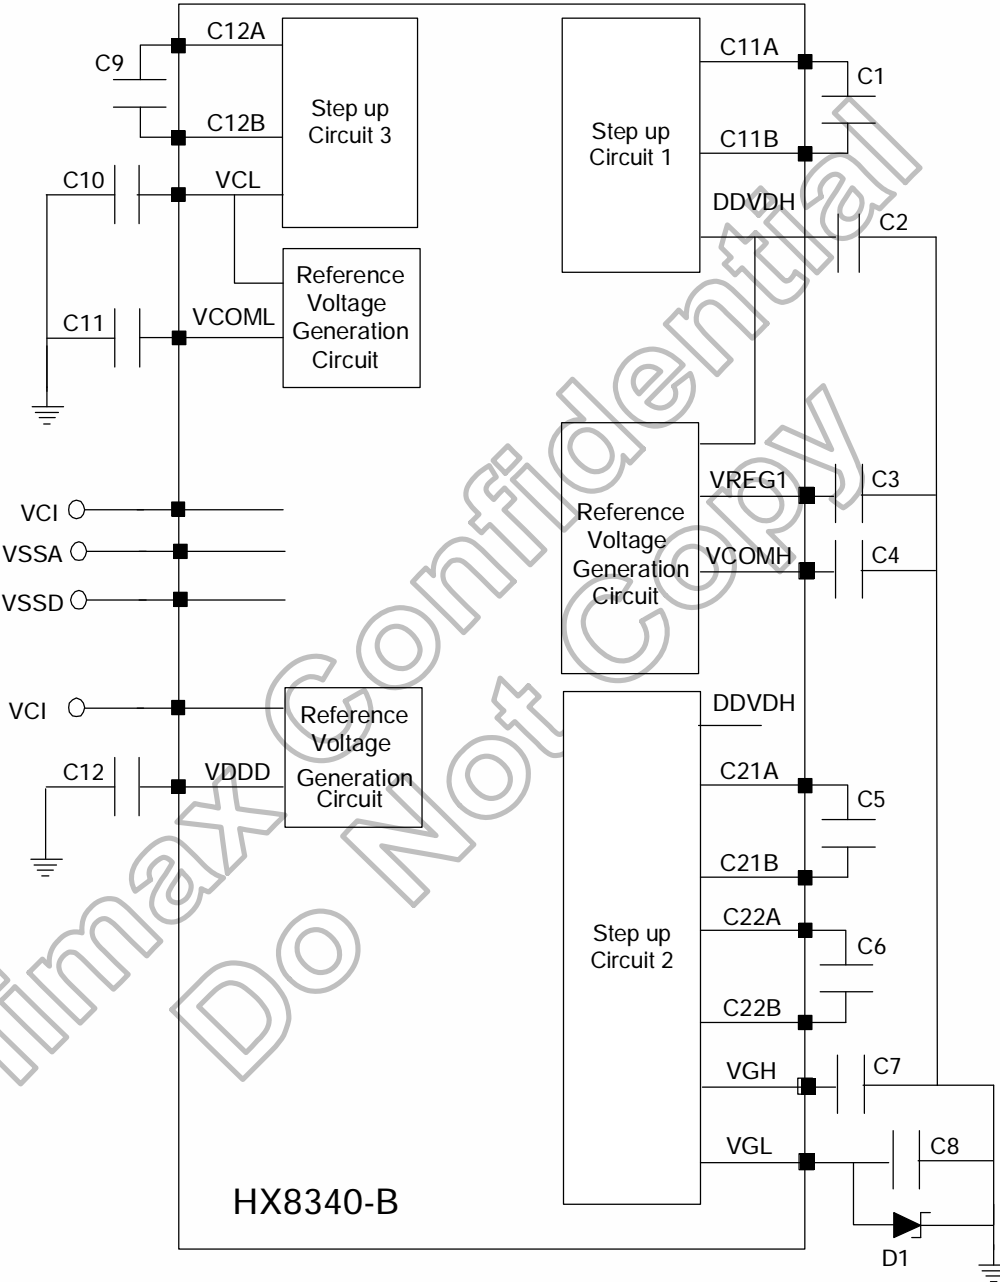 C12A
C9
C12B
Step up
Circuit 3
C10
VCL
Reference
Voltage
Generation
Circuit
C11
VCOML
C11A
C1
Step up
Circuit 1
C11B
DDVDH
C2
VREG1
C3
Reference
Voltage
Generation
Circuit
VCOMH
C4
VCI
VSSA
VSSD
VCI
Reference
Voltage
Generation
Circuit
C12
VDDD
DDVDH
C21A
C5
C21B
C22A
Step up
Circuit 2
C6
C22B
VGH
C7
VGL
C8
D1
HX8340-B
limax Confidential
Do Not Copy